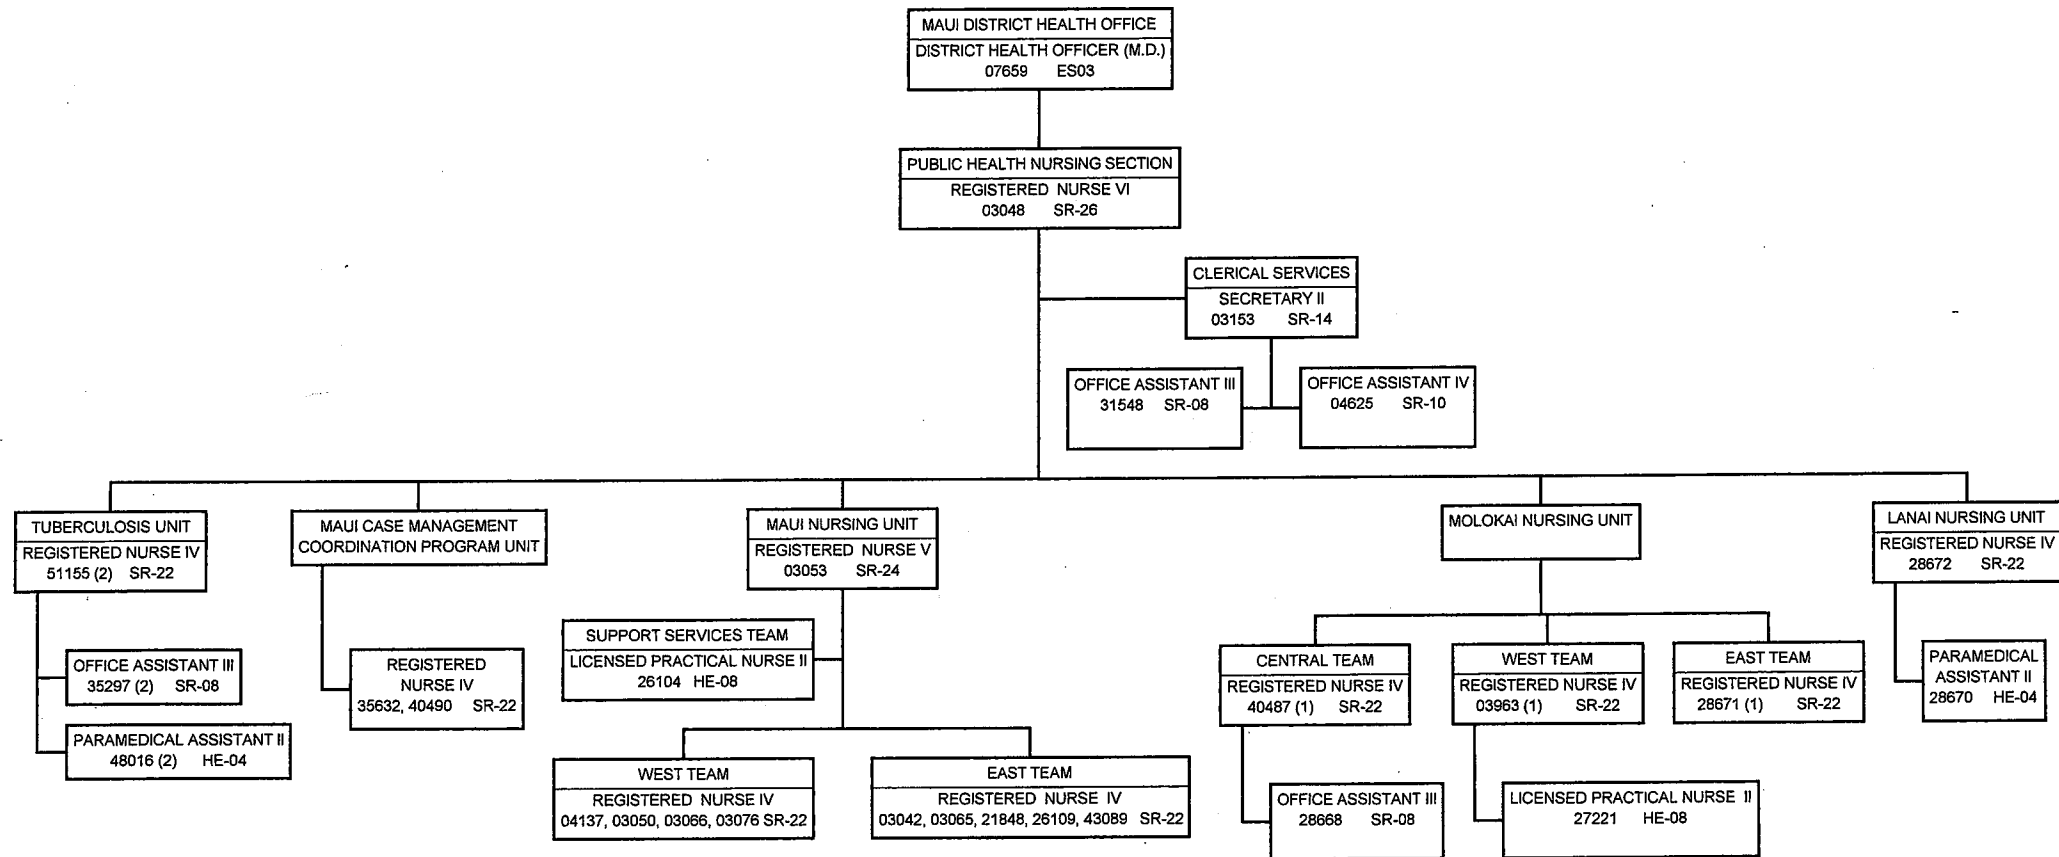 MAUI DISTRICT HEALTH OFFICE
DISTRICT HEALTH OFFICER (M.D.)
07659 ES03
PUBLIC HEALTH NURSING SECTION
REGISTERED NURSE VI
03048 SR-26
CLERICAL SERVICES
SECRETARY II
03153 SR-14
OFFICE ASSISTANT III
31548 SR-08
OFFICE ASSISTANT IV
04625 SR-10
TUBERCULOSIS UNIT
REGISTERED NURSE IV
51155 (2) SR-22
OFFICE ASSISTANT III
35297 (2) SR-08
PARAMEDICAL ASSISTANT II
48016 (2) HE-04
MAUI CASE MANAGEMENT
COORDINATION PROGRAM UNIT
REGISTERED
NURSE IV
35632, 40490 SR-22
MAUI NURSING UNIT
REGISTERED NURSE V
03053 SR-24
SUPPORT SERVICES TEAM
LICENSED PRACTICAL NURSE II
26104 HE-08
WEST TEAM
REGISTERED NURSE IV
04137, 03050, 03066, 03076 SR-22
EAST TEAM
REGISTERED NURSE IV
03042, 03065, 21848, 26109, 43089 SR-22
MOLOKAI NURSING UNIT
CENTRAL TEAM
REGISTERED NURSE IV
40487 (1) SR-22
OFFICE ASSISTANT III
28668 SR-08
WEST TEAM
REGISTERED NURSE IV
03963 (1) SR-22
LICENSED PRACTICAL NURSE II
27221 HE-08
EAST TEAM
REGISTERED NURSE IV
28671 (1) SR-22
LANAI NURSING UNIT
REGISTERED NURSE IV
28672 SR-22
PARAMEDICAL
ASSISTANT II
28670 HE-04